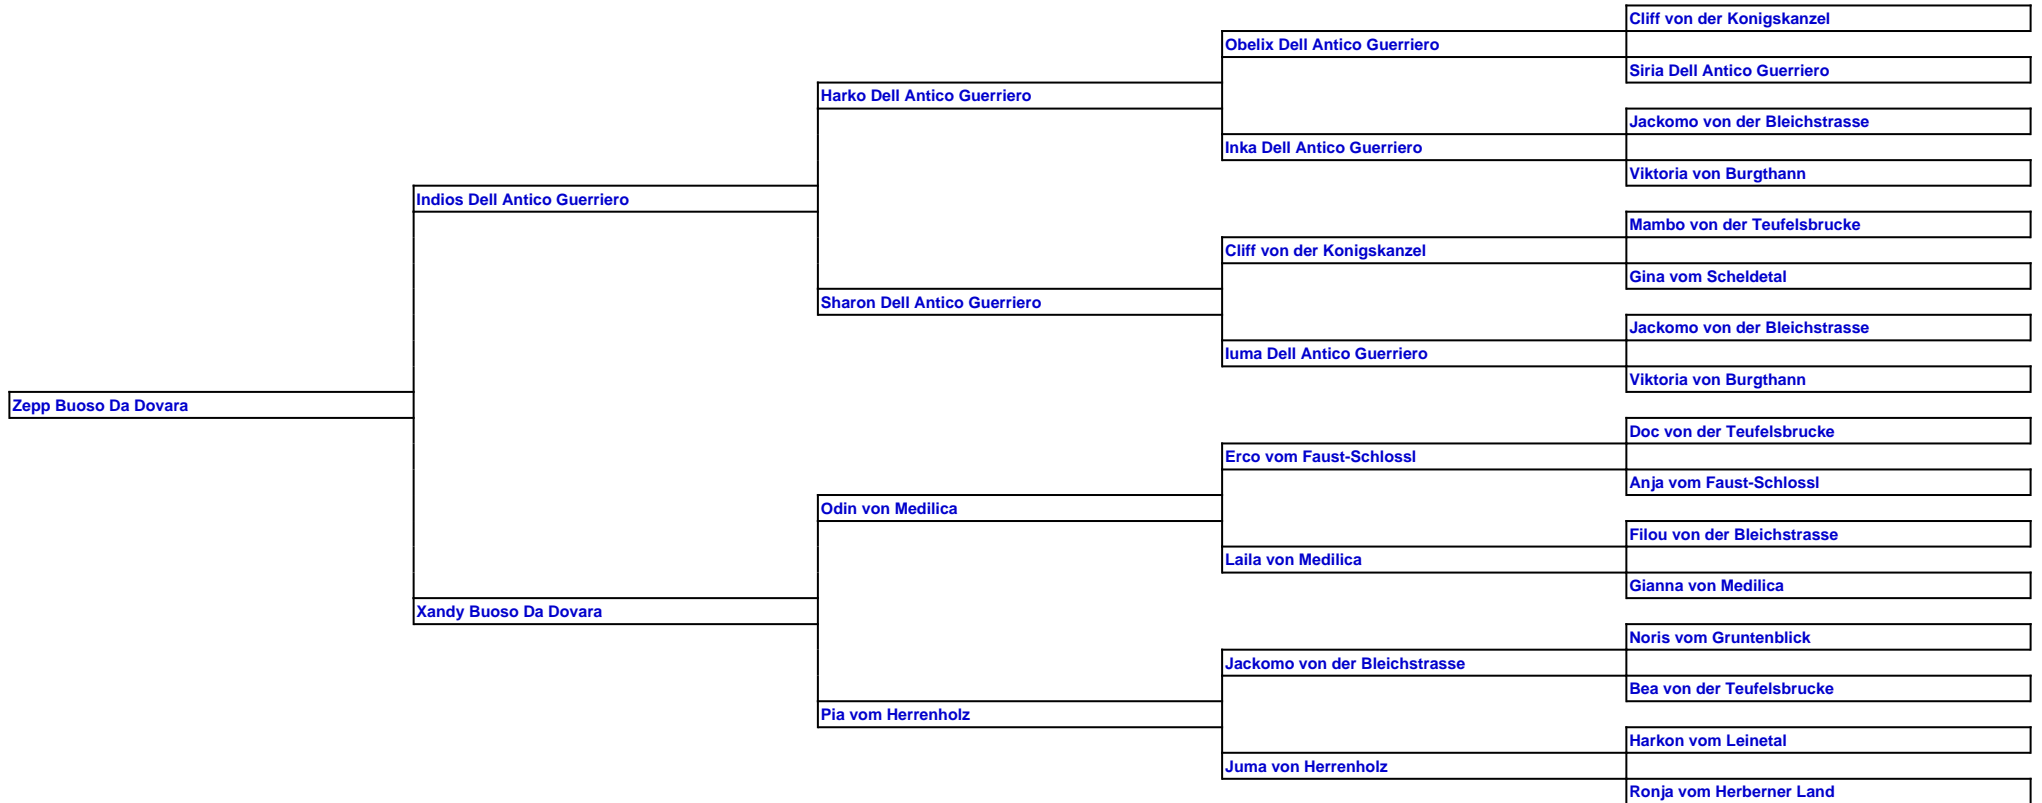 Cliff von der Konigskanzel
Obelix Dell Antico Guerriero
Siria Dell Antico Guerriero
Harko Dell Antico Guerriero
Jackomo von der Bleichstrasse
Inka Dell Antico Guerriero
Viktoria von Burgthann
Indios Dell Antico Guerriero
Mambo von der Teufelsbrucke
Cliff von der Konigskanzel
Gina vom Scheldetal
Sharon Dell Antico Guerriero
Jackomo von der Bleichstrasse
Iuma Dell Antico Guerriero
Viktoria von Burgthann
Zepp Buoso Da Dovara
Doc von der Teufelsbrucke
Erco vom Faust-Schlossl
Anja vom Faust-Schlossl
Odin von Medilica
Filou von der Bleichstrasse
Laila von Medilica
Gianna von Medilica
Xandy Buoso Da Dovara
Noris vom Gruntenblick
Jackomo von der Bleichstrasse
Bea von der Teufelsbrucke
Pia vom Herrenholz
Harkon vom Leinetal
Juma von Herrenholz
Ronja vom Herberner Land